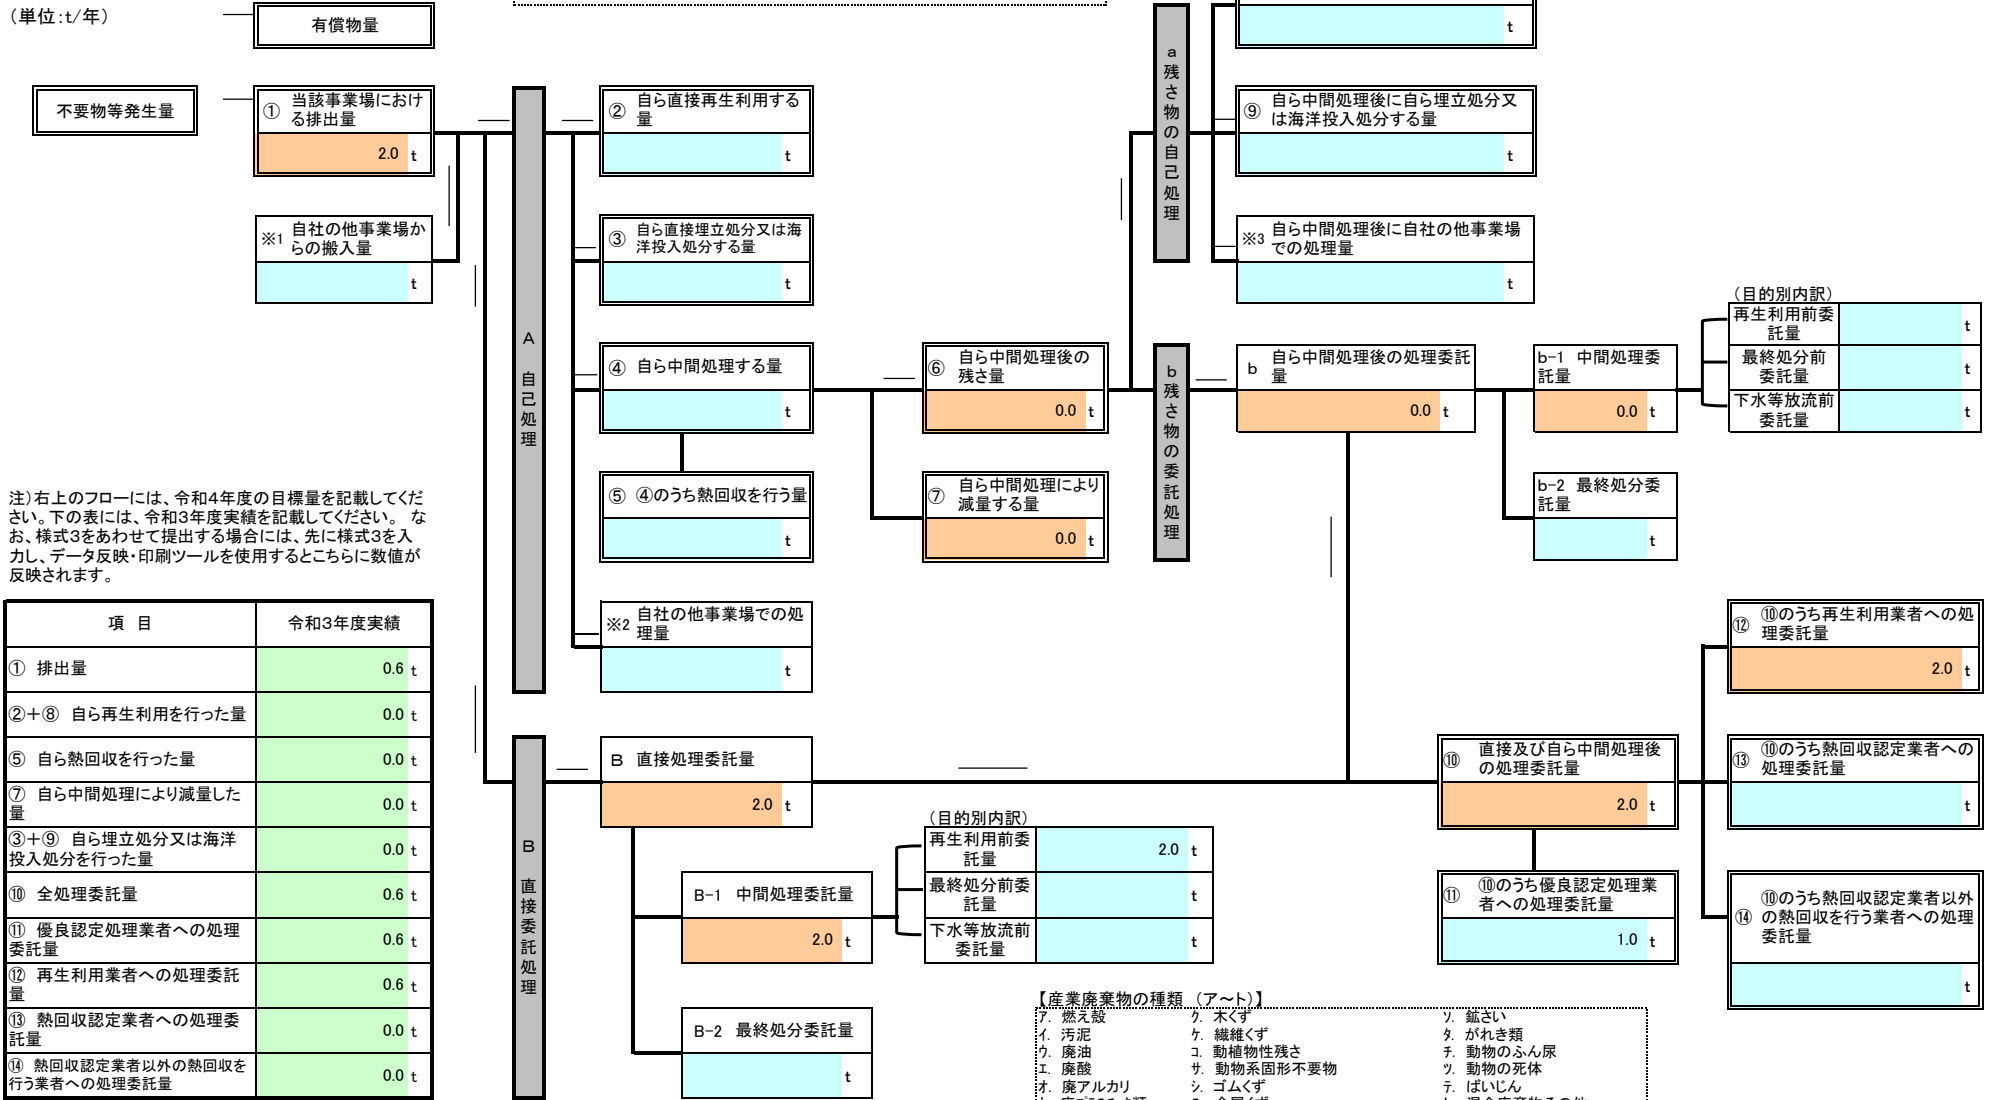 （単位：t/年）
有償物量
t
不要物等発生量
① 当該事業場におけ
る排出量
2.0 t
※1 自社の他事業場か
らの搬入量
t
A 自己処理
② 自ら直接再生利用する
量
t
③ 自ら直接埋立処分又は海
洋投入処分する量
t
④ 自ら中間処理する量
t
⑤ ④のうち熱回収を行う量
t
※2 自社の他事業場での処
理量
t
⑥ 自ら中間処理後の
残さ量
0.0 t
⑦ 自ら中間処理により
減量する量
0.0 t
a 残さ物の自己処理
⑨ 自ら中間処理後に自ら埋立処分又
は海洋投入処分する量
t
※3 自ら中間処理後に自社の他事業場
での処理量
t
b 残さ物の委託処理
b 自ら中間処理後の処理委託
量
0.0 t
b-1 中間処理委
託量
0.0 t
b-2 最終処分委
託量
t
（目的別内訳）
再生利用前委
託量
t
最終処分前
委託量
t
下水等放流前
委託量
t
注）右上のフローには、令和4年度の目標量を記載してくだ
さい。下の表には、令和3年度実績を記載してください。 な
お、様式3をあわせて提出する場合には、先に様式3を入
力し、データ反映・印刷ツールを使用するとこちらに数値が
反映されます。
項 目 令和3年度実績
① 排出量 0.6 t
②＋⑧ 自ら再生利用を行った量 0.0 t
⑤ 自ら熱回収を行った量 0.0 t
⑦ 自ら中間処理により減量した
量 0.0 t
③＋⑨ 自ら埋立処分又は海洋
投入処分を行った量 0.0 t
⑩ 全処理委託量 0.6 t
⑪ 優良認定処理業者への処理
委託量 0.6 t
⑫ 再生利用業者への処理委託
量 0.6 t
⑬ 熱回収認定業者への処理委
託量 0.0 t
⑭ 熱回収認定業者以外の熱回収を
行う業者への処理委託量 0.0 t
B 直接委託処理
B 直接処理委託量
2.0 t
B-1 中間処理委託量
2.0 t
B-2 最終処分委託量
t
（目的別内訳）
再生利用前委
託量
2.0 t
最終処分前委
託量
t
下水等放流前
委託量
t
⑩ 直接及び自ら中間処理後
の処理委託量
2.0 t
⑪ ⑩のうち優良認定処理業
者への処理委託量
1.0 t
⑫ ⑩のうち再生利用業者への処
理委託量
2.0 t
⑬ ⑩のうち熱回収認定業者への
処理委託量
t
⑭ ⑩のうち熱回収認定業者以外
の熱回収を行う業者への処理
委託量
t
【産業廃棄物の種類 （ア～ト）】
ア. 燃え殻 ク. 木くず ソ. 鉱さい
イ. 汚泥 ケ. 繊維くず タ. がれき類
ウ. 廃油 コ. 動植物性残さ チ. 動物のふん尿
エ. 廃酸 サ. 動物系固形不要物 ツ. 動物の死体
オ. 廃アルカリ シ. ゴムくず テ. ばいじん